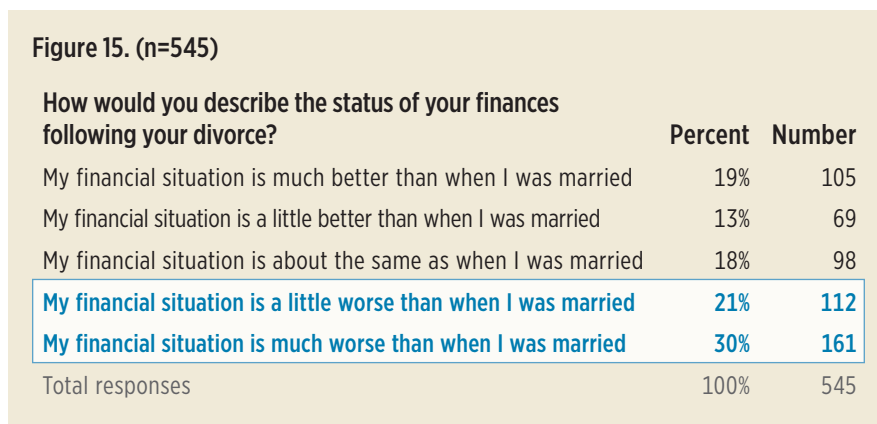 Figure 15. (n=545)
How would you describe the status of your finances
following your divorce? Percent Number
My financial situation is much better than when I was married 19% 105
My financial situation is a little better than when I was married 13% 69
My financial situation is about the same as when I was married 18% 98
My financial situation is a little worse than when I was married 21% 112
My financial situation is much worse than when I was married 30% 161
Total responses 100% 545